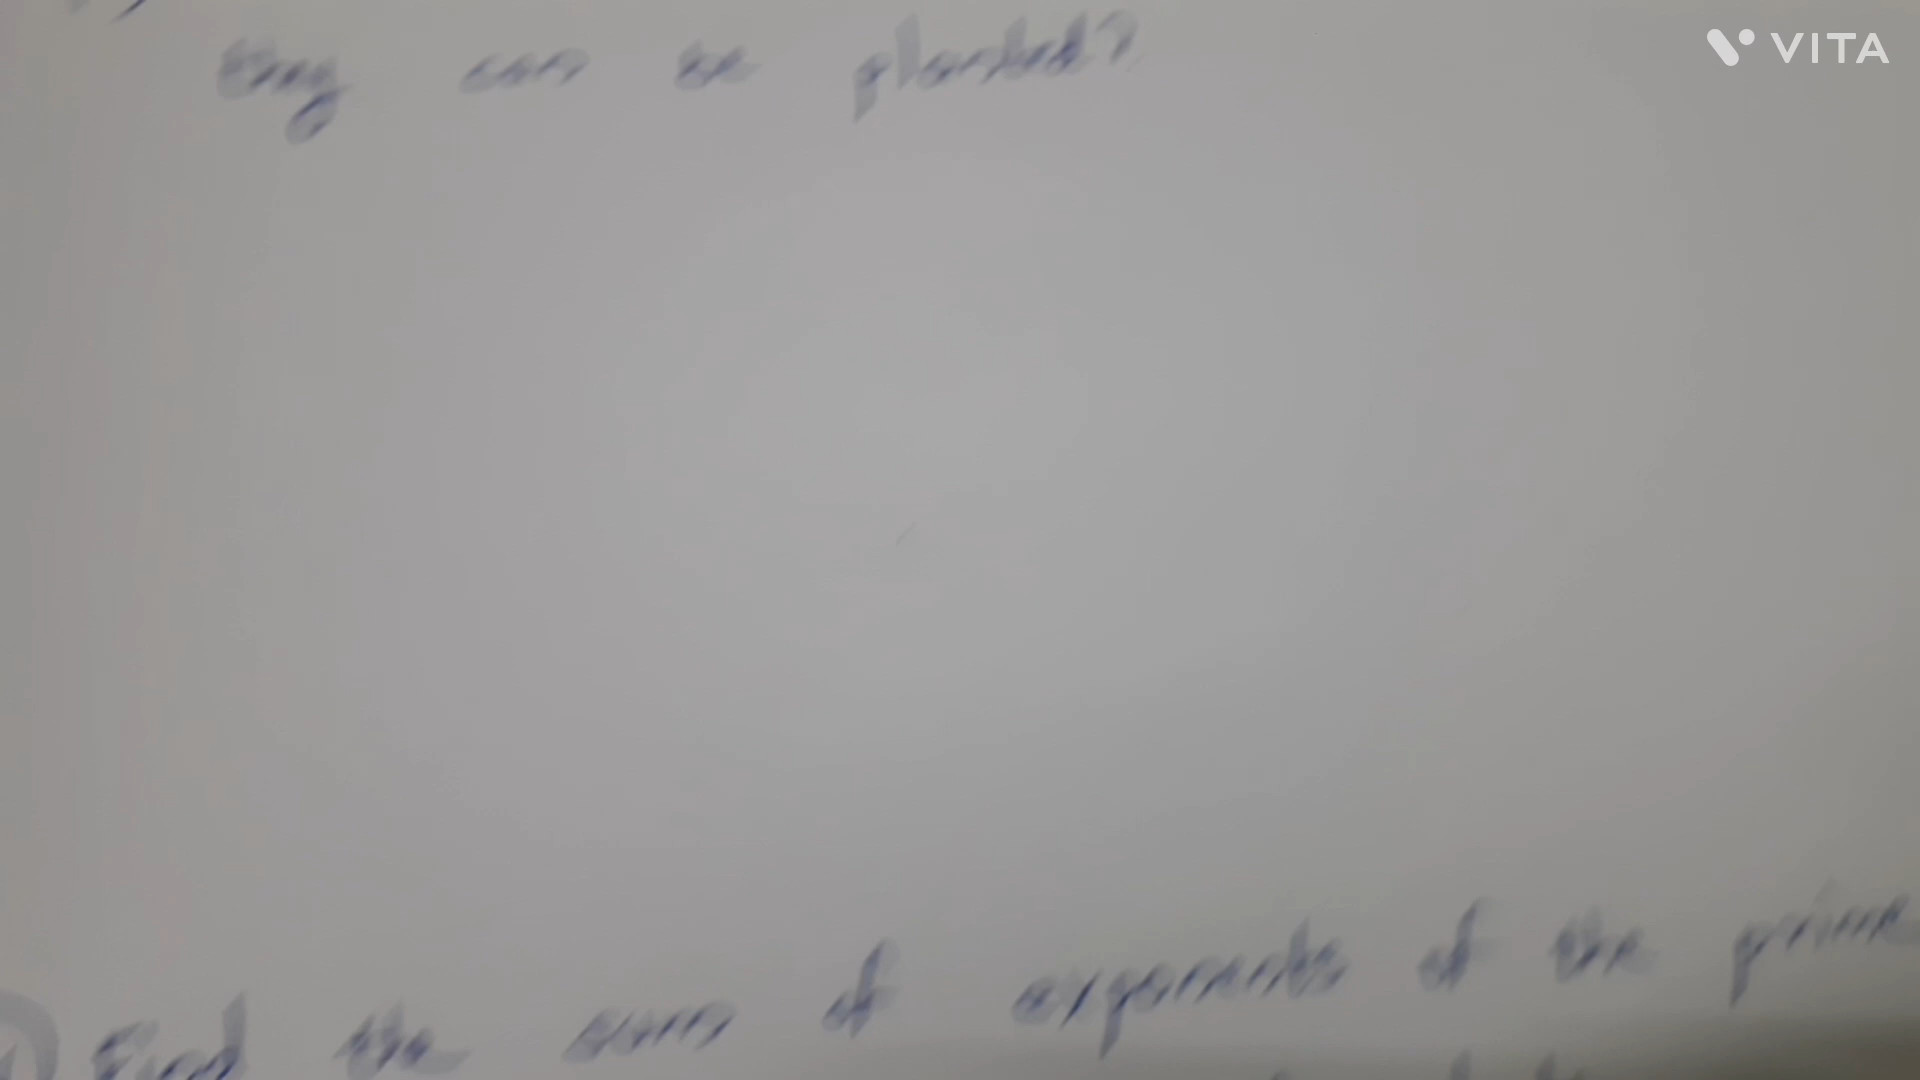 VITA
they can be planted?
Find the sum of exponents of the prime